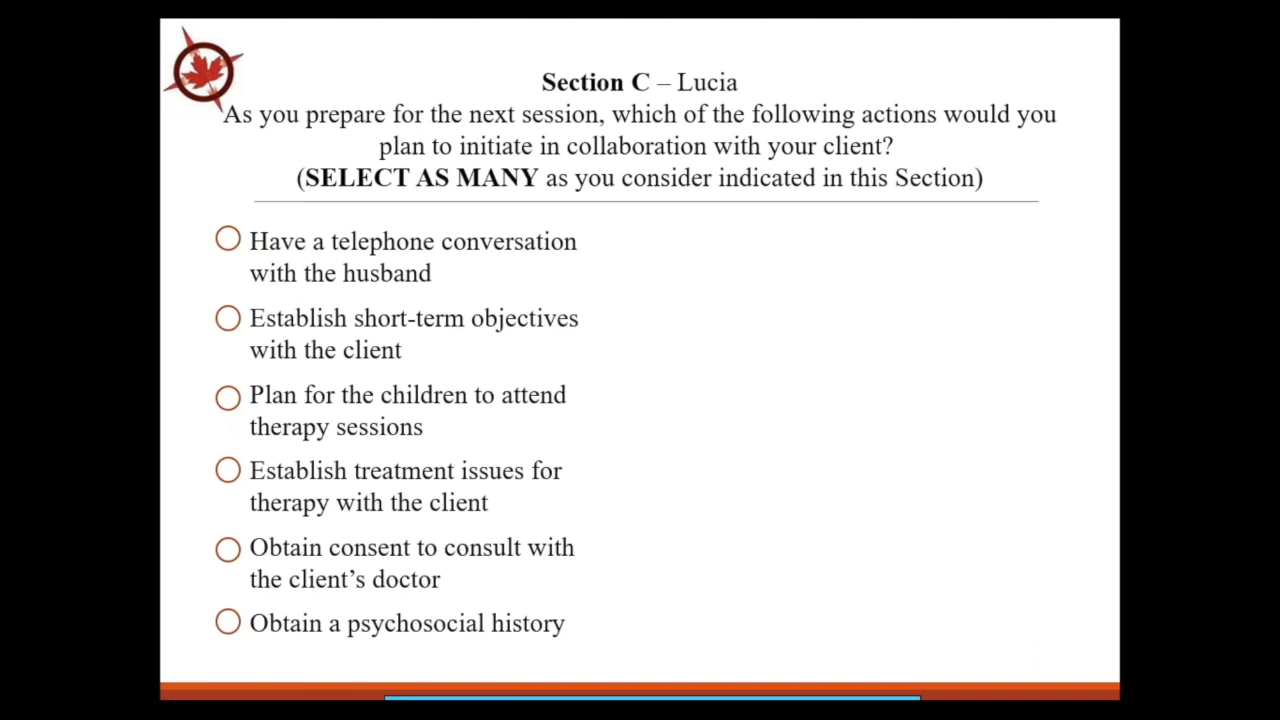 Section C – Lucia
As you prepare for the next session, which of the following actions would you
plan to initiate in collaboration with your client?
(SELECT AS MANY as you consider indicated in this Section)
Have a telephone conversation
with the husband
Establish short-term objectives
with the client
Plan for the children to attend
therapy sessions
Establish treatment issues for
therapy with the client
Obtain consent to consult with
the client’s doctor
Obtain a psychosocial history